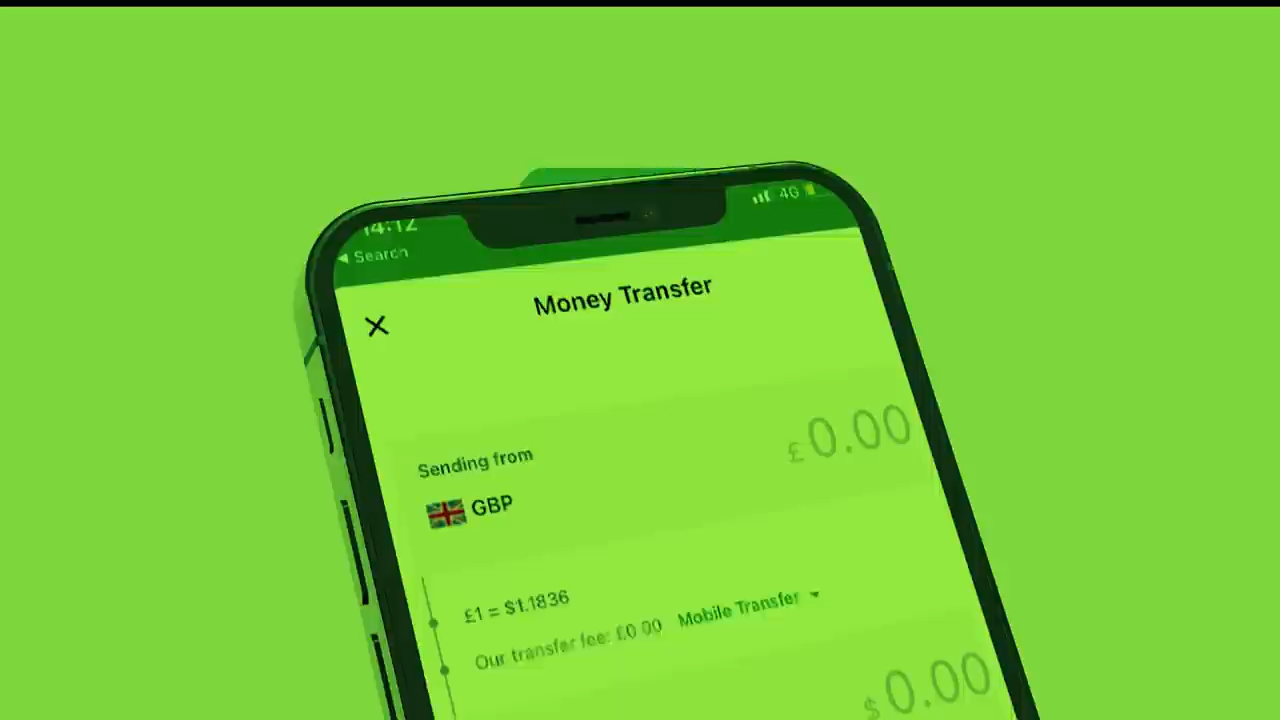 14:12
4G
◀ Search
Money Transfer
£0.00
Sending from
GBP
£1 = $1.1836
Our transfer fee: £0.00 Mobile Transfer
$0.00